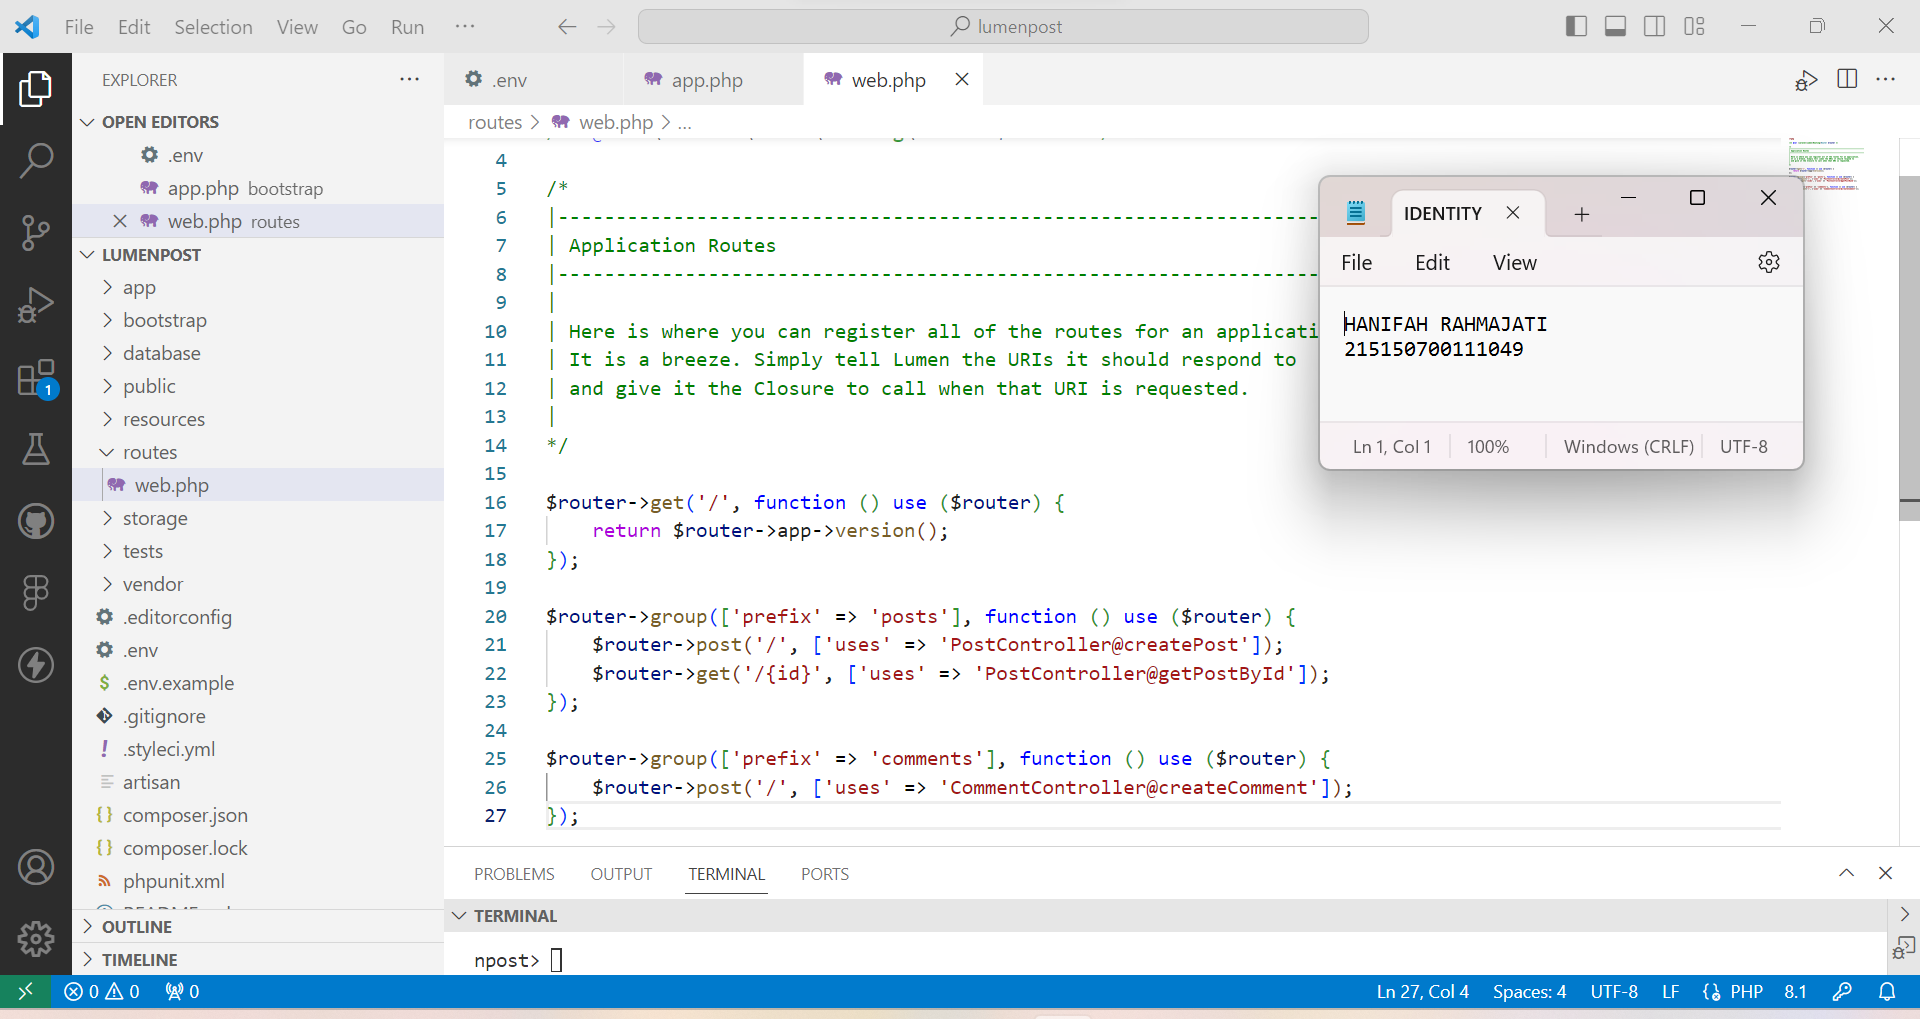 File Edit Selection View Go Run ··· lumenpost
EXPLORER ···
OPEN EDITORS
.env
app.php bootstrap
web.php routes
LUMENPOST
app
bootstrap
database
public
resources
routes
web.php
storage
tests
vendor
.editorconfig
.env
$ .env.example
.gitignore
! .styleci.yml
artisan
{} composer.json
{} composer.lock
phpunit.xml
OUTLINE
TIMELINE
.env app.php web.php
routes > web.php > ...
4
5 /*
6 |--------------------------------------------------------------------
7 | Application Routes
8 |--------------------------------------------------------------------
9 |
10 | Here is where you can register all of the routes for an applicati
11 | It is a breeze. Simply tell Lumen the URIs it should respond to
12 | and give it the Closure to call when that URI is requested.
13 |
14 */
15
16 $router->get('/', function () use ($router) {
17 return $router->app->version();
18 });
19
20 $router->group(['prefix' => 'posts'], function () use ($router) {
21 $router->post('/', ['uses' => 'PostController@createPost']);
22 $router->get('/{id}', ['uses' => 'PostController@getPostById']);
23 });
24
25 $router->group(['prefix' => 'comments'], function () use ($router) {
26 $router->post('/', ['uses' => 'CommentController@createComment']);
27 });
IDENTITY
File Edit View
HANIFAH RAHMAJATI
215150700111049
Ln 1, Col 1 100% Windows (CRLF) UTF-8
PROBLEMS OUTPUT TERMINAL PORTS
TERMINAL
npost>
1
0 0 0 Ln 27, Col 4 Spaces: 4 UTF-8 LF PHP 8.1